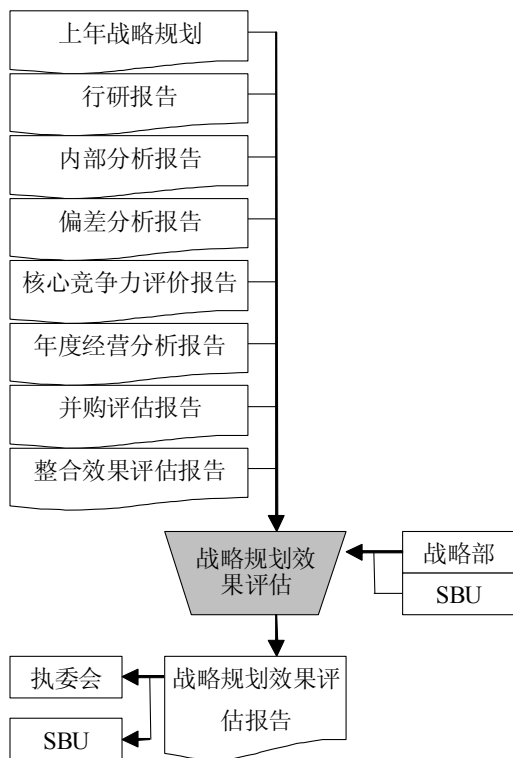 上年战略规划
行研报告
内部分析报告
偏差分析报告
核心竞争力评价报告
年度经营分析报告
并购评估报告
整合效果评估报告
战略规划效
果评估
战略部
SBU
执委会
SBU
战略规划效果评
估报告